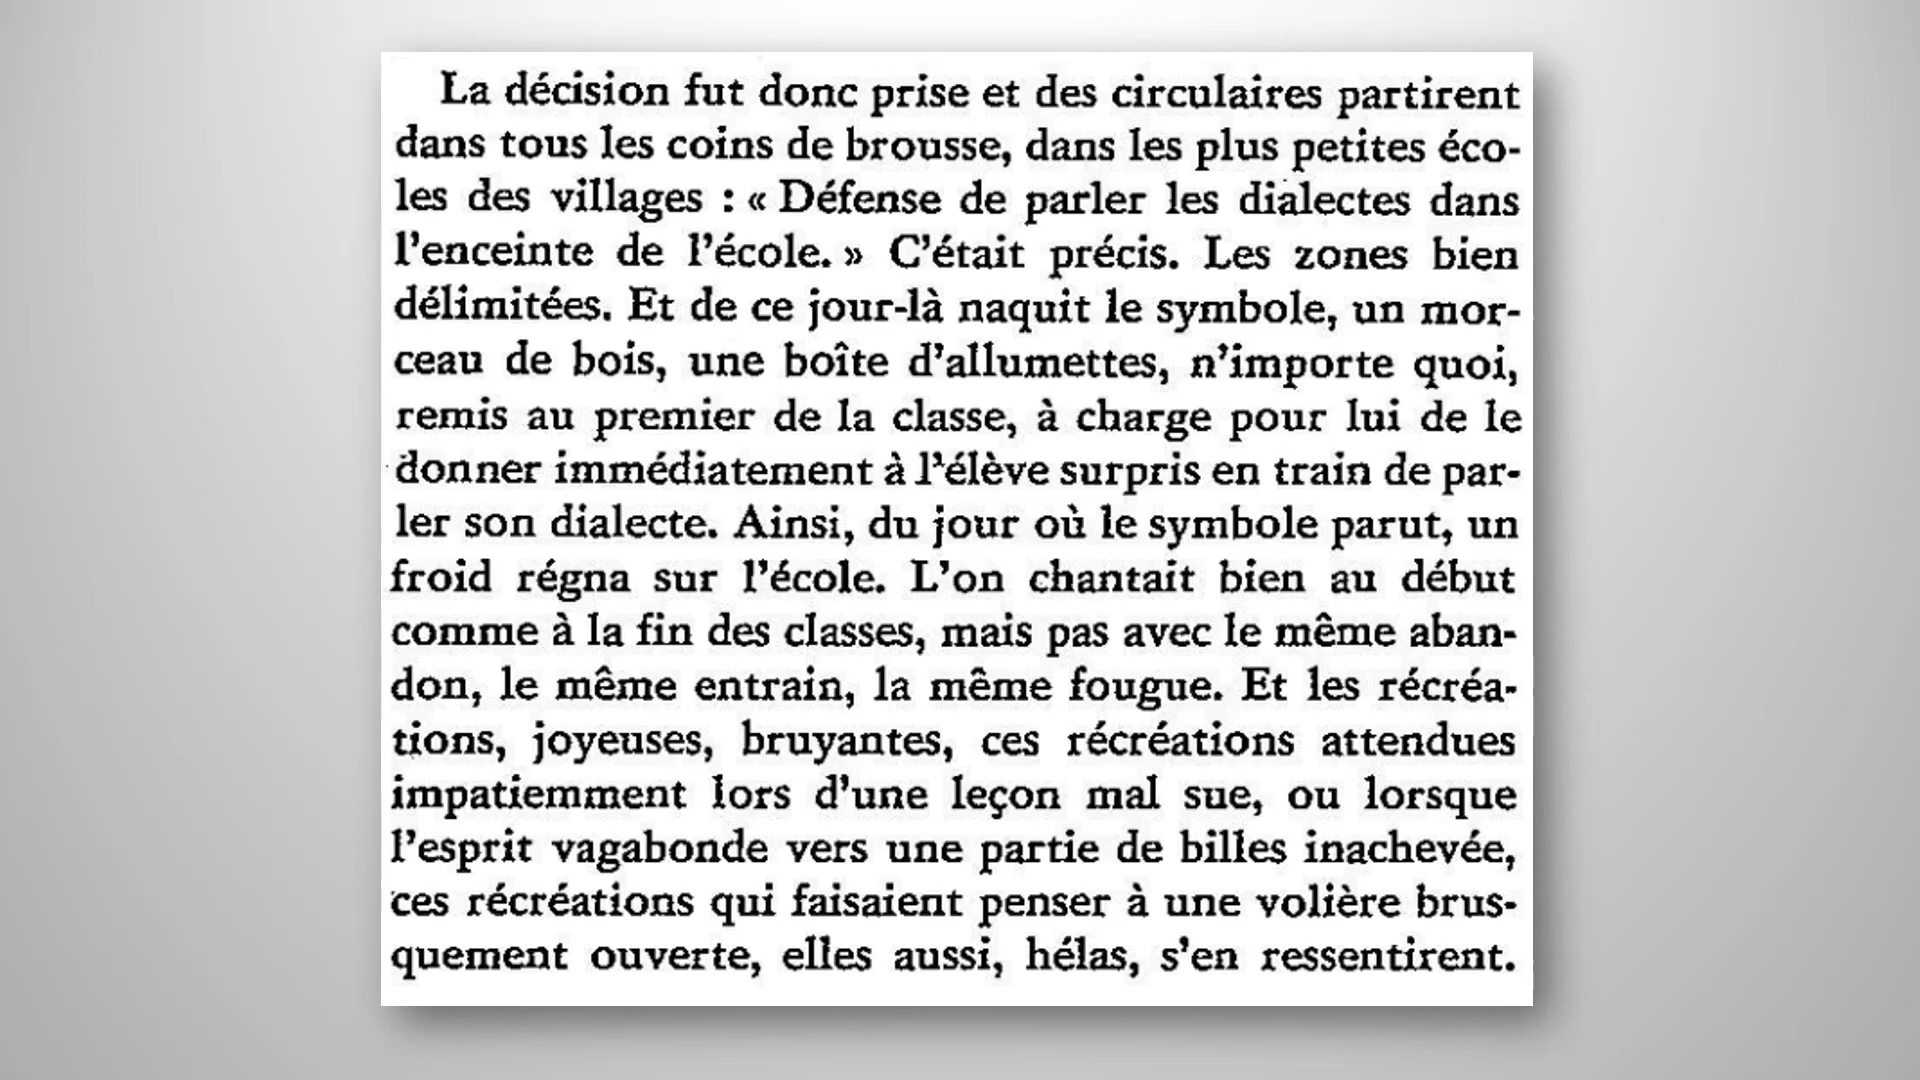 La décision fut donc prise et des circulaires partirent
dans tous les coins de brousse, dans les plus petites éco-
les des villages : « Défense de parler les dialectes dans
l'enceinte de l'école. » C'était précis. Les zones bien
délimitées. Et de ce jour-là naquit le symbole, un mor-
ceau de bois, une boîte d'allumettes, n'importe quoi,
remis au premier de la classe, à charge pour lui de le
donner immédiatement à l'élève surpris en train de par-
ler son dialecte. Ainsi, du jour où le symbole parut, un
froid régna sur l'école. L'on chantait bien au début
comme à la fin des classes, mais pas avec le même aban-
don, le même entrain, la même fougue. Et les récréa-
tions, joyeuses, bruyantes, ces récréations attendues
impatiemment lors d'une leçon mal sue, ou lorsque
l'esprit vagabonde vers une partie de billes inachevée,
ces récréations qui faisaient penser à une volière brus-
quement ouverte, elles aussi, hélas, s'en ressentirent.